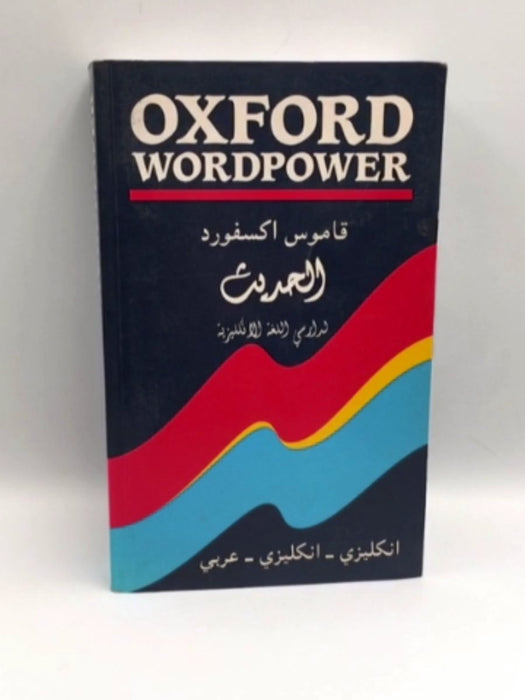 OXFORD
WORDPOWER
قاموس اكسفورد
الحديث
لدارسي اللغة الانكليزية
انكليزي - انكليزي - عربي